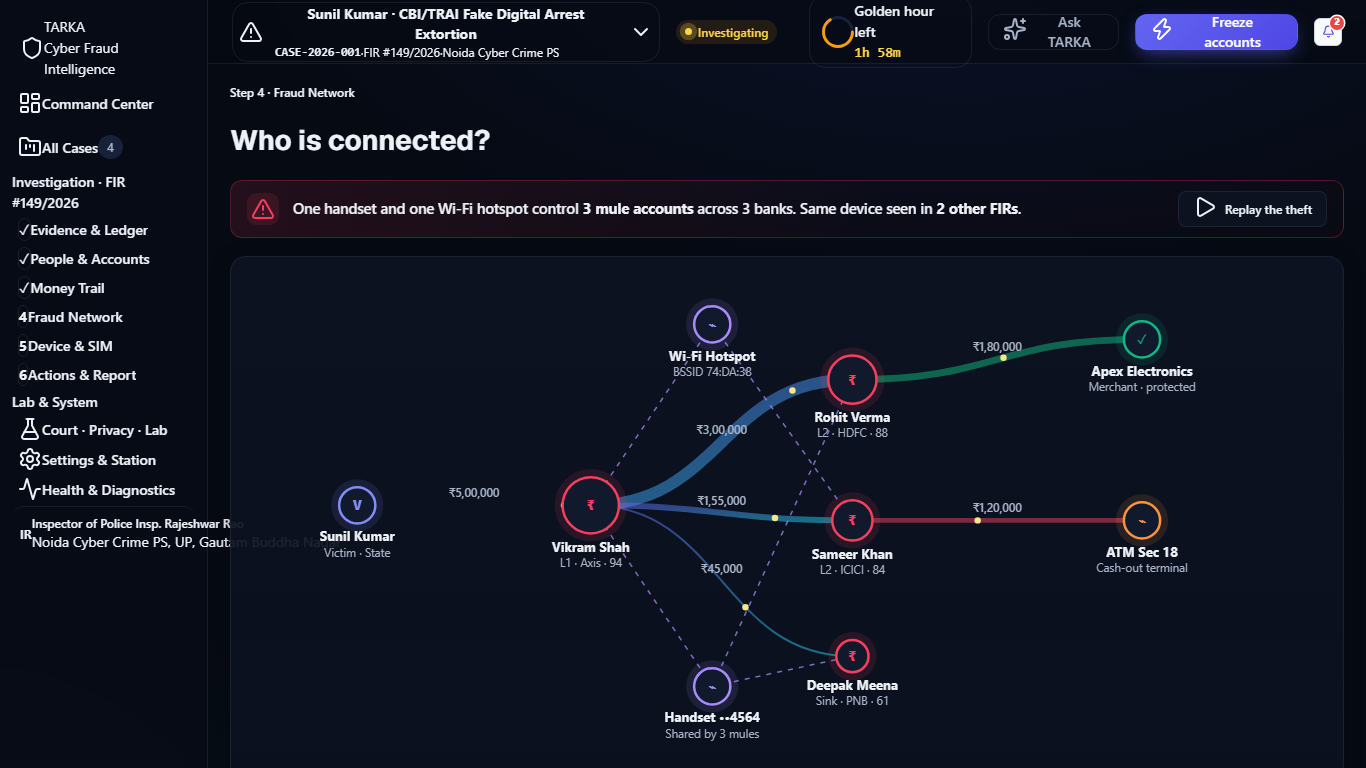 TARKA
Cyber Fraud
Intelligence
Command Center
All Cases 4
Investigation · FIR
#149/2026
✓Evidence & Ledger
✓People & Accounts
✓Money Trail
4Fraud Network
5Device & SIM
6Actions & Report
Lab & System
Court · Privacy · Lab
Settings & Station
Health & Diagnostics
IR
Inspector of Police Insp. Rajeshwar Rao
Noida Cyber Crime PS, UP, Gautam Buddha
Sunil Kumar · CBI/TRAI Fake Digital Arrest
Extortion
CASE-2026-001·FIR #149/2026·Noida Cyber Crime PS
Investigating
Golden hour
left
1h 58m
Ask
TARKA
Freeze
accounts
2
Step 4 · Fraud Network
Who is connected?
One handset and one Wi-Fi hotspot control 3 mule accounts across 3 banks. Same device seen in 2 other FIRs.
Replay the theft
Wi-Fi Hotspot
BSSID 74:DA:38
₹1,80,000
✓
Apex Electronics
Merchant · protected
₹
Rohit Verma
L2 · HDFC · 88
₹3,00,000
₹5,00,000
V
Sunil Kumar
Victim · State
₹
Vikram Shah
L1 · Axis · 94
₹1,55,000
₹
Sameer Khan
L2 · ICICI · 84
₹1,20,000
ATM Sec 18
Cash-out terminal
₹45,000
₹
Deepak Meena
Sink · PNB · 61
Handset ••4564
Shared by 3 mules